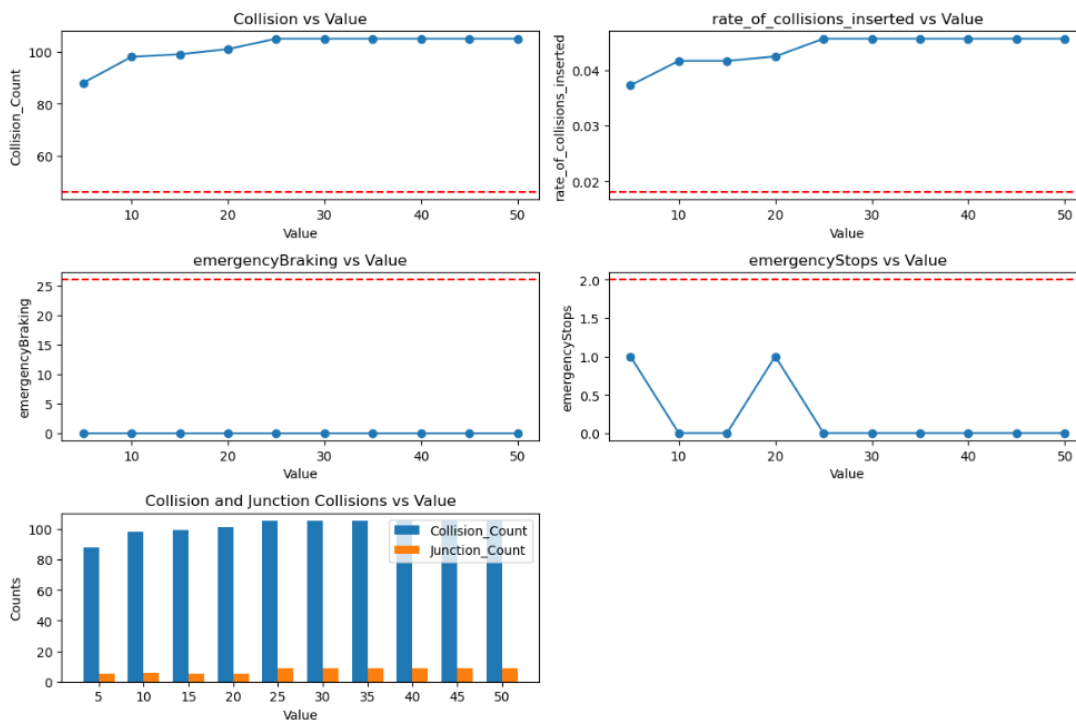 Collision vs Value
100
80
60
Collision_Count
10 20 30 40 50
Value
rate_of_collisions_inserted vs Value
0.04
0.03
0.02
rate_of_collisions_inserted
10 20 30 40 50
Value
emergencyBraking vs Value
25
20
15
10
5
0
emergencyBraking
10 20 30 40 50
Value
emergencyStops vs Value
2.0
1.5
1.0
0.5
0.0
emergencyStops
10 20 30 40 50
Value
Collision and Junction Collisions vs Value
100
80
60
40
20
0
Counts
Collision_Count
Junction_Count
5 10 15 20 25 30 35 40 45 50
Value